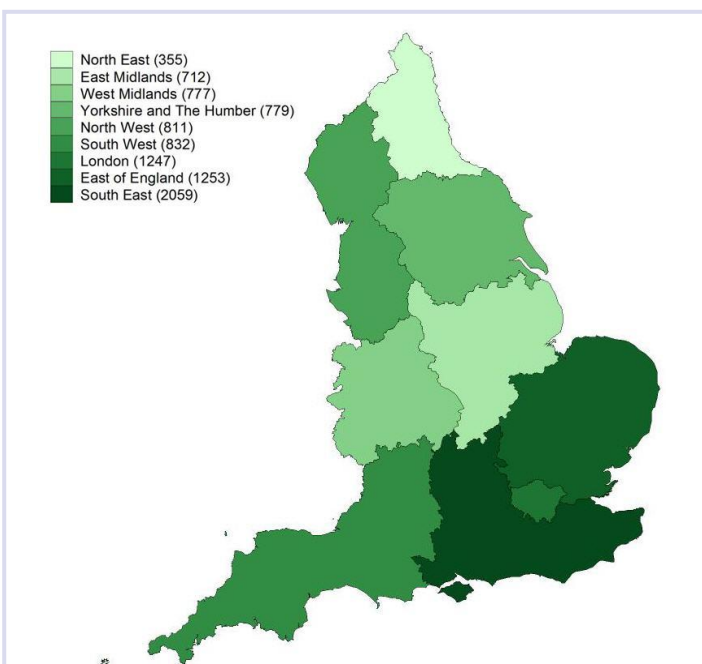 North East (355)
East Midlands (712)
West Midlands (777)
Yorkshire and The Humber (779)
North West (811)
South West (832)
London (1247)
East of England (1253)
South East (2059)